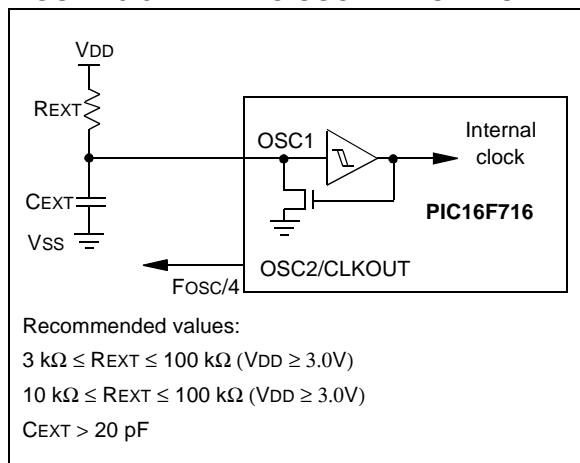 VDD
REXT
OSC1
Internal
clock
CEXT
PIC16F716
VSS
OSC2/CLKOUT
FOSC/4
Recommended values:
3 kΩ ≤ REXT ≤ 100 kΩ (VDD ≥ 3.0V)
10 kΩ ≤ REXT ≤ 100 kΩ (VDD ≥ 3.0V)
CEXT > 20 pF